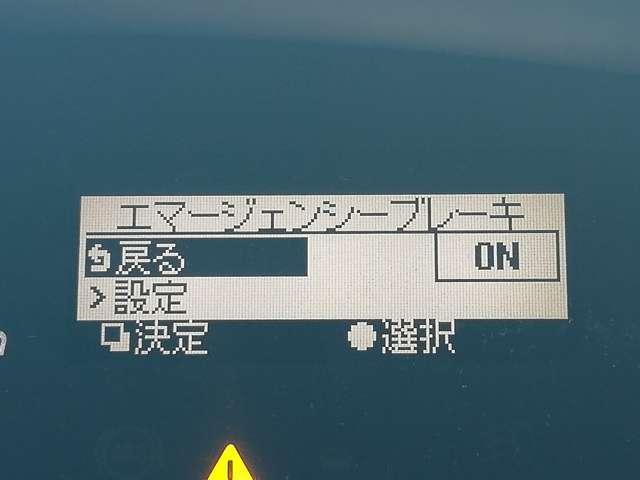 エマージェンシーブレーキ
戻る
ON
> 設定
決定 選択